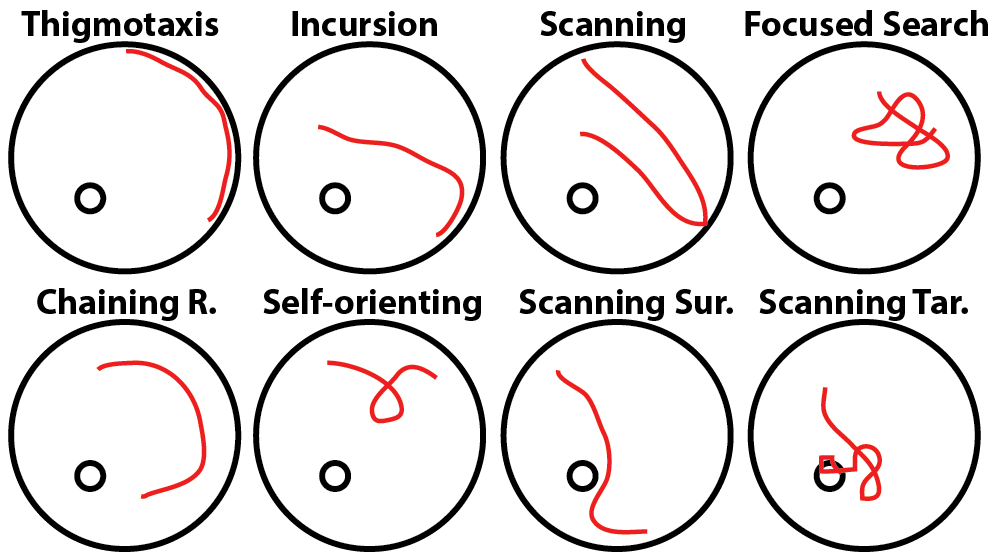 Thigmotaxis
Incursion
Scanning
Focused Search
Chaining R.
Self-orienting
Scanning Sur.
Scanning Tar.